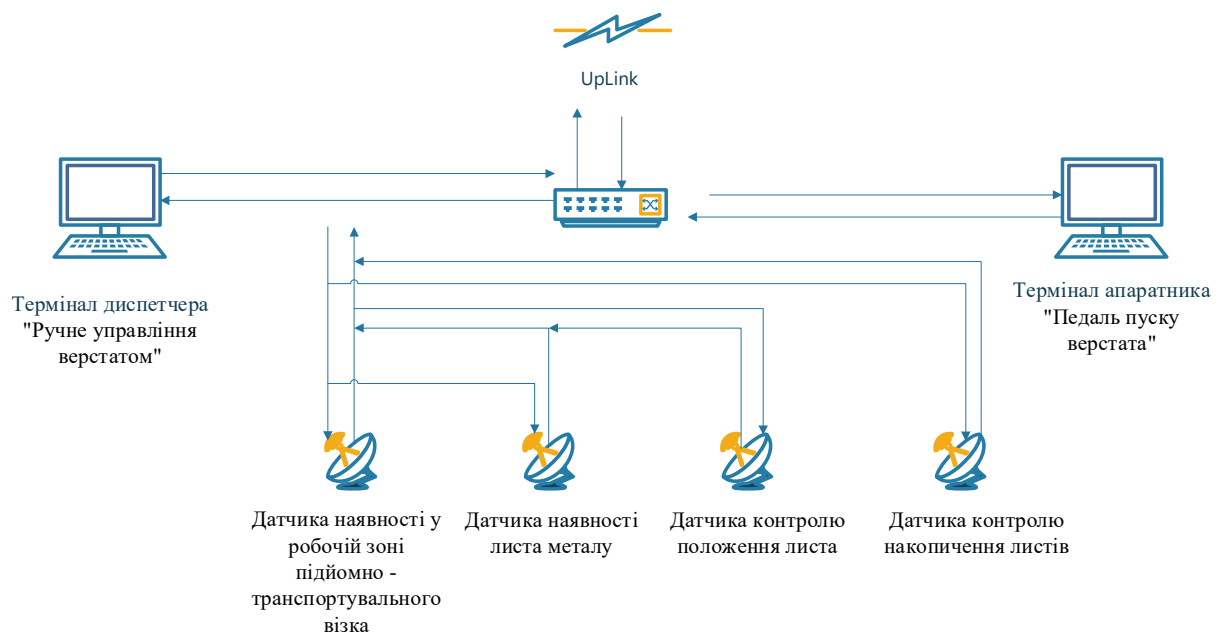 UpLink
Термінал диспетчера
"Ручне управління
верстатом"
Термінал апаратника
"Педаль пуску
верстата"
Датчика наявності у
робочій зоні
підйомно -
транспортувального
візка
Датчика наявності
листа металу
Датчика контролю
положення листа
Датчика контролю
накопичення листів